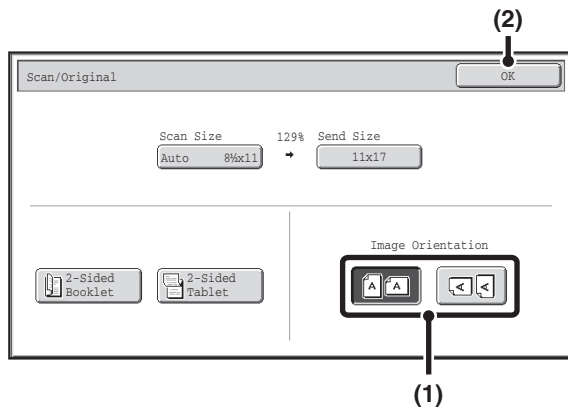 (2)
Scan/Original
OK
Scan Size 129% Send Size
Auto 8½x11 → 11x17
Image Orientation
2-Sided Booklet
2-Sided Tablet
A A A A
(1)